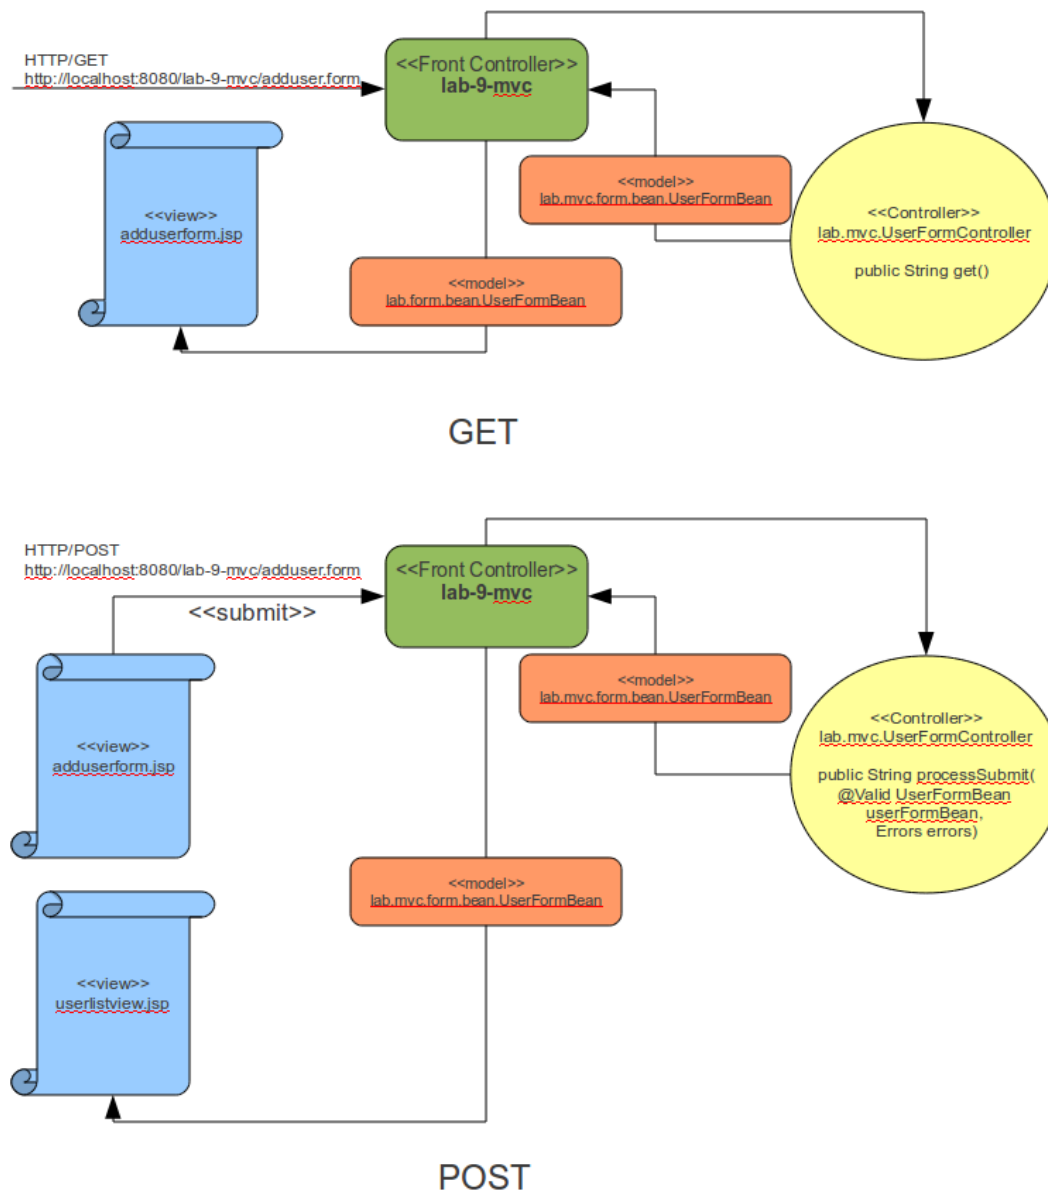 HTTP/GET
http://localhost:8080/lab-9-mvc/adduser.form
<<Front Controller>>
lab-9-mvc
<<view>>
adduserform.jsp
<<model>>
lab.mvc.form.bean.UserFormBean
<<Controller>>
lab.mvc.UserFormController
public String get()
<<model>>
lab.form.bean.UserFormBean
GET
HTTP/POST
http://localhost:8080/lab-9-mvc/adduser.form
<<submit>>
<<Front Controller>>
lab-9-mvc
<<view>>
adduserform.jsp
<<model>>
lab.mvc.form.bean.UserFormBean
<<Controller>>
lab.mvc.UserFormController
public String processSubmit(
@Valid UserFormBean
userFormBean,
Errors errors)
<<model>>
lab.mvc.form.bean.UserFormBean
<<view>>
userlistview.jsp
POST